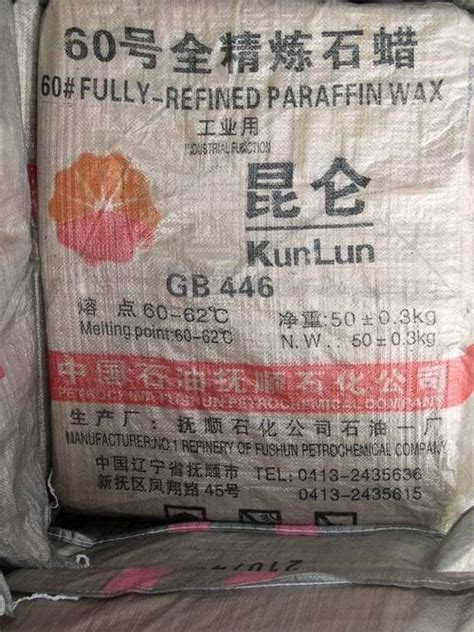 60号全精炼石蜡
60# FULLY-REFINED PARAFFIN WAX
工业用
INDUSTRIAL FUNCTION
昆仑
KunLun
GB 446
熔 点 60-62℃
净重:50±0.3kg
Melting point:60-62℃
N.W.:50±0.3kg
中国石油抚顺石化公司
FUSHUN PETROCHEMICAL COMPANY
生产厂:抚顺石化公司石油一厂
MANUFACTURER:NO.1 REFINERY OF FUSHUN PETROCHEMICAL COMPANY
中国辽宁省抚顺市
TEL:0413-2435636
新抚区凤翔路45号
0413-2435615